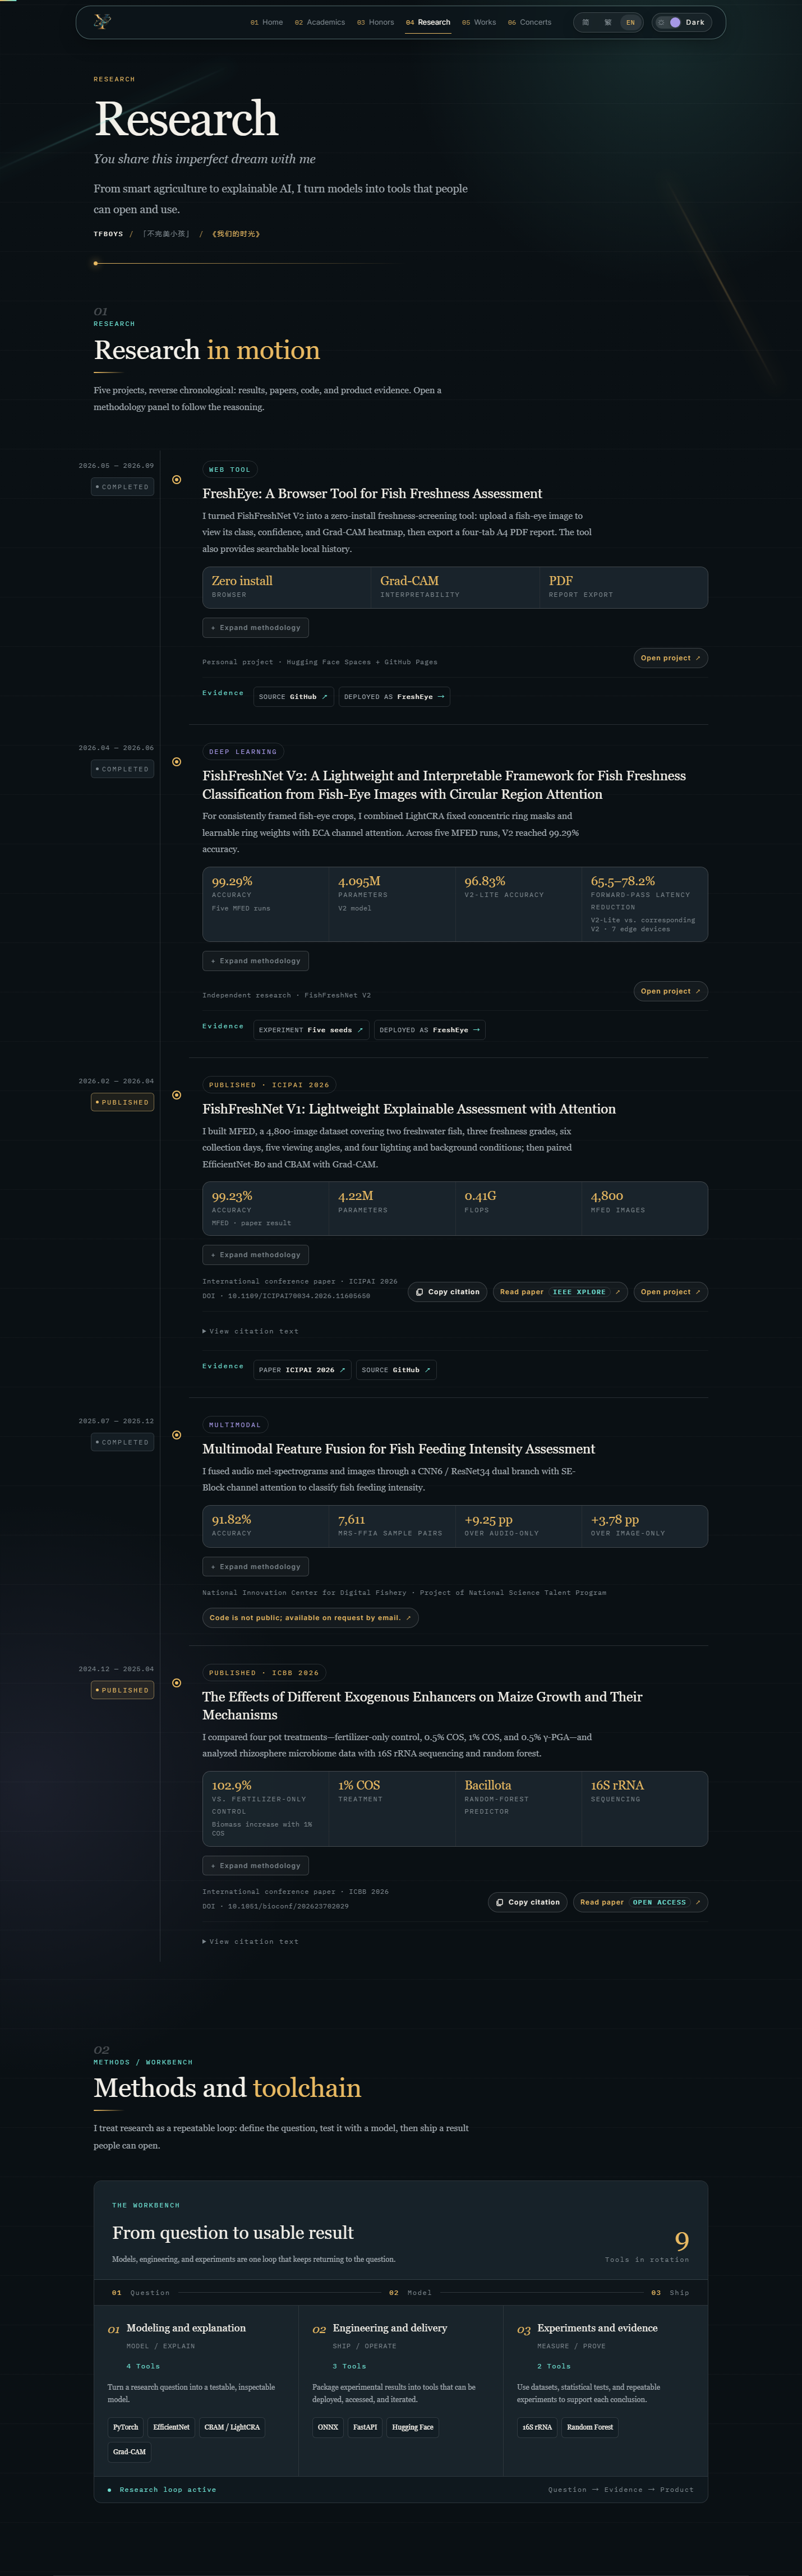 01 Home 02 Academics 03 Honors 04 Research 05 Works 06 Concerts 简 繁 EN Dark
RESEARCH
Research
You share this imperfect dream with me
From smart agriculture to explainable AI, I turn models into tools that people
can open and use.
TFBOYS / 「不完美小孩」 / 《我们的时光》
01
RESEARCH
Research in motion
Five projects, reverse chronological: results, papers, code, and product evidence. Open a
methodology panel to follow the reasoning.
2026.05 — 2026.09
COMPLETED
WEB TOOL
FreshEye: A Browser Tool for Fish Freshness Assessment
I turned FishFreshNet V2 into a zero-install freshness-screening tool: upload a fish-eye image to
view its class, confidence, and Grad-CAM heatmap, then export a four-tab A4 PDF report. The tool
also provides searchable local history.
Zero install Grad-CAM PDF
BROWSER INTERPRETABILITY REPORT EXPORT
+ Expand methodology
Personal project · Hugging Face Spaces + GitHub Pages
Open project ↗
Evidence SOURCE GitHub ↗ DEPLOYED AS FreshEye →
2026.04 — 2026.06
COMPLETED
DEEP LEARNING
FishFreshNet V2: A Lightweight and Interpretable Framework for Fish Freshness
Classification from Fish-Eye Images with Circular Region Attention
For consistently framed fish-eye crops, I combined LightCRA fixed concentric ring masks and
learnable ring weights with ECA channel attention. Across five MFED runs, V2 reached 99.29%
accuracy.
99.29% 4.095M 96.83% 65.5–78.2%
ACCURACY PARAMETERS V2-LITE ACCURACY FORWARD-PASS LATENCY
REDUCTION
Five MFED runs V2 model V2-Lite vs. corresponding
V2 · 7 edge devices
+ Expand methodology
Independent research · FishFreshNet V2
Open project ↗
Evidence EXPERIMENT Five seeds ↗ DEPLOYED AS FreshEye →
2026.02 — 2026.04
PUBLISHED
PUBLISHED · ICIPAI 2026
FishFreshNet V1: Lightweight Explainable Assessment with Attention
I built MFED, a 4,800-image dataset covering two freshwater fish, three freshness grades, six
collection days, five viewing angles, and four lighting and background conditions; then paired
EfficientNet-B0 and CBAM with Grad-CAM.
99.23% 4.22M 0.41G 4,800
ACCURACY PARAMETERS FLOPS MFED IMAGES
MFED · paper result
+ Expand methodology
International conference paper · ICIPAI 2026
DOI · 10.1109/ICIPAI70034.2026.11605650
Copy citation Read paper IEEE XPLORE ↗ Open project ↗
▶ View citation text
Evidence PAPER ICIPAI 2026 ↗ SOURCE GitHub ↗
2025.07 — 2025.12
COMPLETED
MULTIMODAL
Multimodal Feature Fusion for Fish Feeding Intensity Assessment
I fused audio mel-spectrograms and images through a CNN6 / ResNet34 dual branch with SE-
Block channel attention to classify fish feeding intensity.
91.82% 7,611 +9.25 pp +3.78 pp
ACCURACY MRS-FFIA SAMPLE PAIRS OVER AUDIO-ONLY OVER IMAGE-ONLY
+ Expand methodology
National Innovation Center for Digital Fishery · Project of National Science Talent Program
Code is not public; available on request by email. ↗
2024.12 — 2025.04
PUBLISHED
PUBLISHED · ICBB 2026
The Effects of Different Exogenous Enhancers on Maize Growth and Their
Mechanisms
I compared four pot treatments—fertilizer-only control, 0.5% COS, 1% COS, and 0.5% γ-PGA—and
analyzed rhizosphere microbiome data with 16S rRNA sequencing and random forest.
102.9% 1% COS Bacillota 16S rRNA
VS. FERTILIZER-ONLY TREATMENT RANDOM-FOREST SEQUENCING
CONTROL PREDICTOR
Biomass increase with 1%
COS
+ Expand methodology
International conference paper · ICBB 2026
DOI · 10.1051/bioconf/202623702029
Copy citation Read paper OPEN ACCESS ↗
▶ View citation text
02
METHODS / WORKBENCH
Methods and toolchain
I treat research as a repeatable loop: define the question, test it with a model, then ship a result
people can open.
THE WORKBENCH
From question to usable result
Models, engineering, and experiments are one loop that keeps returning to the question.
9
Tools in rotation
01 Question 02 Model 03 Ship
01 Modeling and explanation
MODEL / EXPLAIN
4 Tools
Turn a research question into a testable, inspectable
model.
PyTorch EfficientNet CBAM / LightCRA
Grad-CAM
02 Engineering and delivery
SHIP / OPERATE
3 Tools
Package experimental results into tools that can be
deployed, accessed, and iterated.
ONNX FastAPI Hugging Face
03 Experiments and evidence
MEASURE / PROVE
2 Tools
Use datasets, statistical tests, and repeatable
experiments to support each conclusion.
16S rRNA Random Forest
Research loop active
Question → Evidence → Product